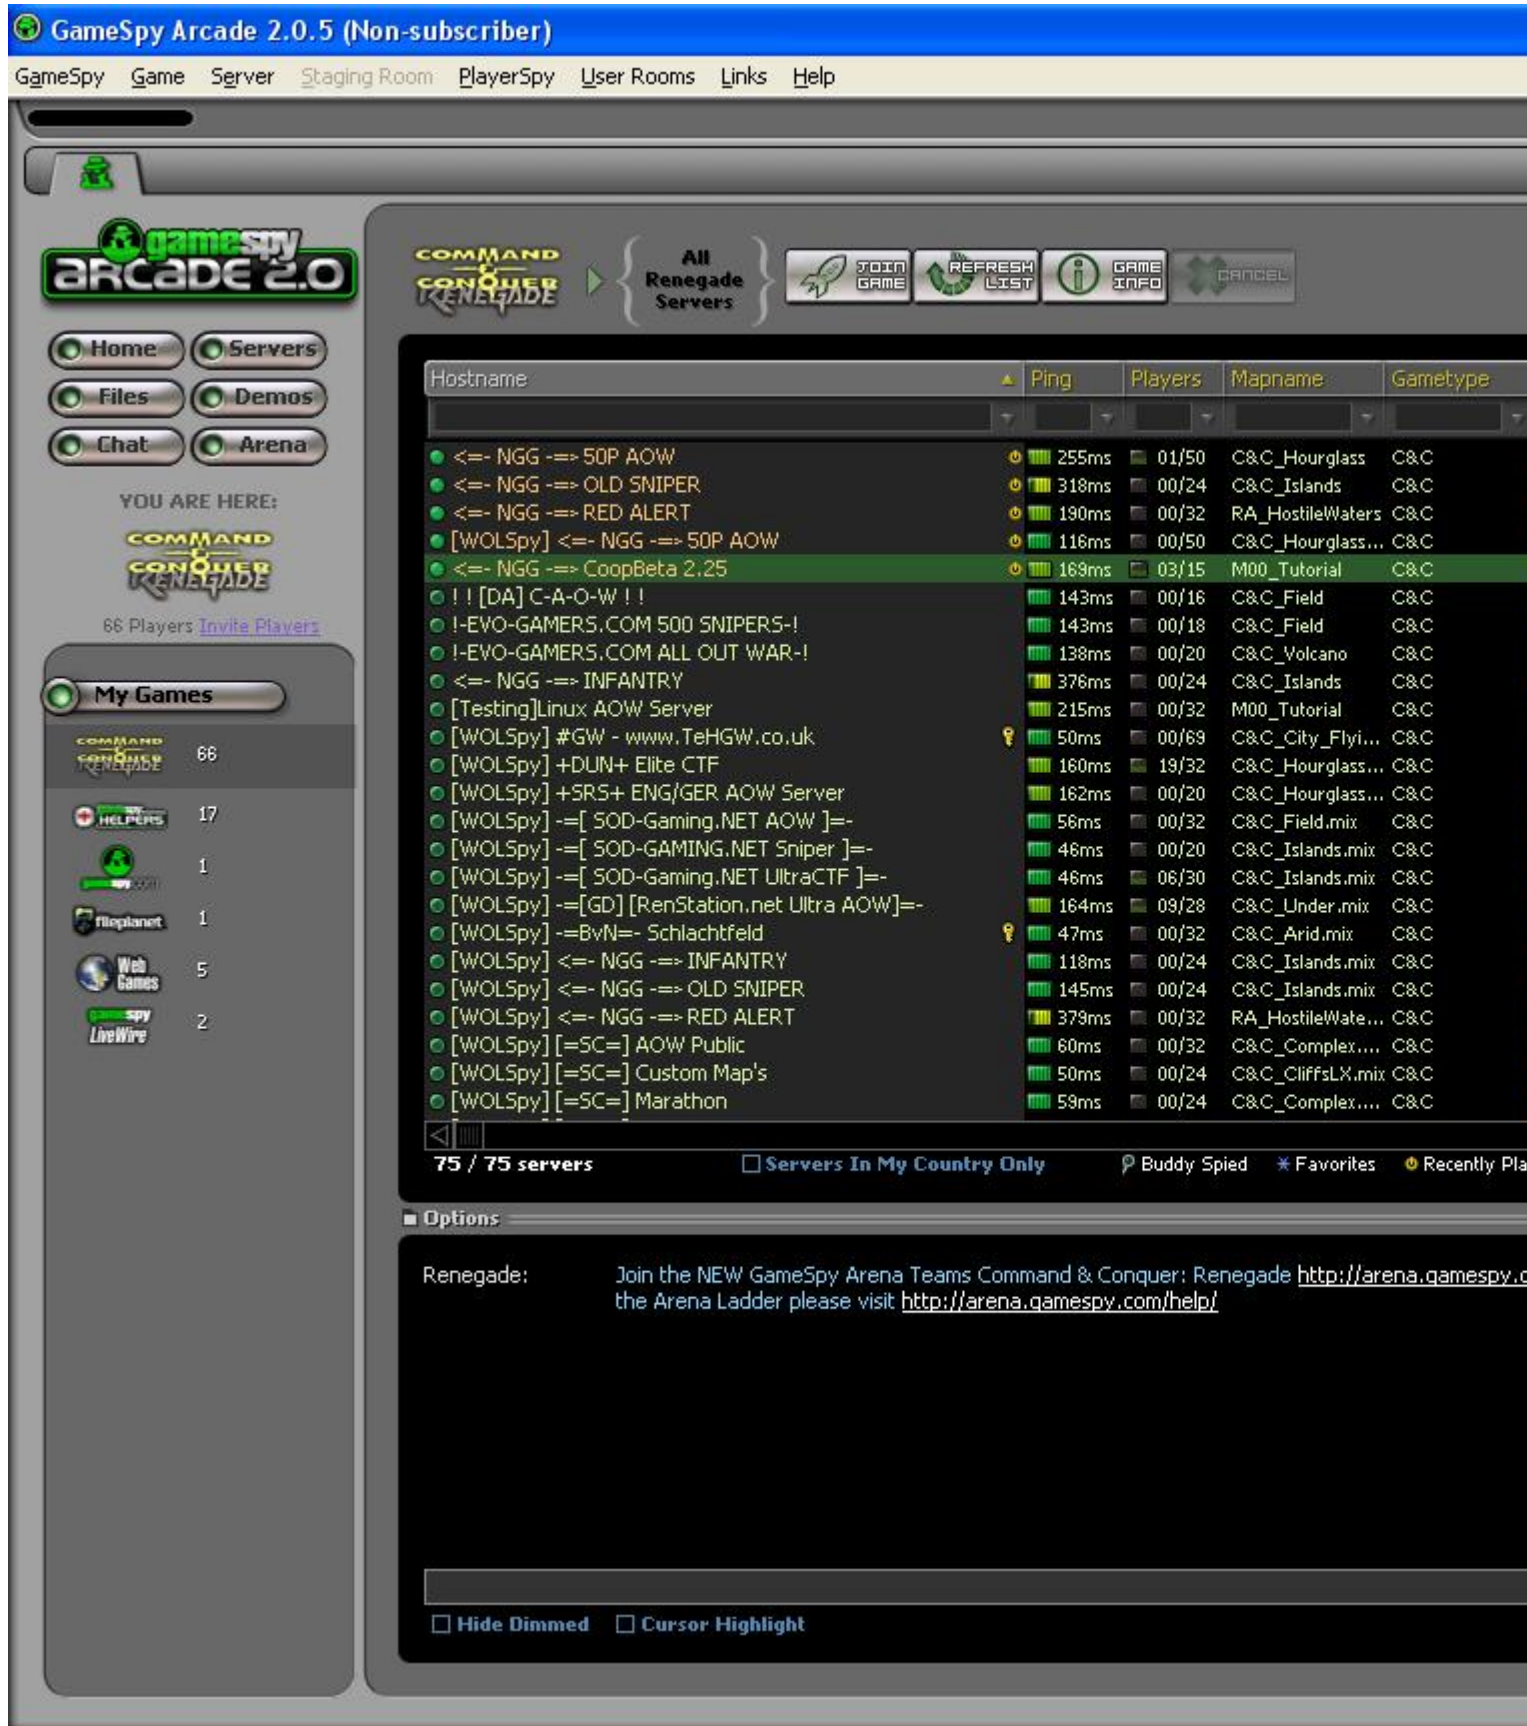 GameSpy Arcade 2.0.5 (Non-subscriber)
GameSpy Game Server Staging Room PlayerSpy User Rooms Links Help
gamespy
ARCADE 2.0
COMMAND & CONQUER RENEGADE
All Renegade Servers
JOIN GAME
REFRESH LIST
GAME INFO
CANCEL
Home Servers
Files Demos
Chat Arena
YOU ARE HERE:
COMMAND & CONQUER RENEGADE
66 Players Invite Players
My Games
COMMAND & CONQUER RENEGADE 66
HELPERS 17
1
fileplanet 1
Web Games 5
gamespy LiveWire 2
Hostname Ping Players Mapname Gametype
<=- NGG -=> 50P AOW 255ms 01/50 C&C_Hourglass C&C
<=- NGG -=> OLD SNIPER 318ms 00/24 C&C_Islands C&C
<=- NGG -=> RED ALERT 190ms 00/32 RA_HostileWaters C&C
[WOLSpy] <=- NGG -=> 50P AOW 116ms 00/50 C&C_Hourglass... C&C
<=- NGG -=> CoopBeta 2.25 169ms 03/15 M00_Tutorial C&C
! ! [DA] C-A-O-W ! ! 143ms 00/16 C&C_Field C&C
!-EVO-GAMERS.COM 500 SNIPERS-! 143ms 00/18 C&C_Field C&C
!-EVO-GAMERS.COM ALL OUT WAR-! 138ms 00/20 C&C_Volcano C&C
<=- NGG -=> INFANTRY 376ms 00/24 C&C_Islands C&C
[Testing]Linux AOW Server 215ms 00/32 M00_Tutorial C&C
[WOLSpy] #GW - www.TeHGW.co.uk 50ms 00/69 C&C_City_Flyi... C&C
[WOLSpy] +DUN+ Elite CTF 160ms 19/32 C&C_Hourglass... C&C
[WOLSpy] +SRS+ ENG/GER AOW Server 162ms 00/20 C&C_Hourglass... C&C
[WOLSpy] -=[ SOD-Gaming.NET AOW ]=- 56ms 00/32 C&C_Field.mix C&C
[WOLSpy] -=[ SOD-GAMING.NET Sniper ]=- 46ms 00/20 C&C_Islands.mix C&C
[WOLSpy] -=[ SOD-Gaming.NET UltraCTF ]=- 46ms 06/30 C&C_Islands.mix C&C
[WOLSpy] -=[GD] [RenStation.net Ultra AOW]=- 164ms 09/28 C&C_Under.mix C&C
[WOLSpy] -=BvN=- Schlachtfeld 47ms 00/32 C&C_Arid.mix C&C
[WOLSpy] <=- NGG -=> INFANTRY 118ms 00/24 C&C_Islands.mix C&C
[WOLSpy] <=- NGG -=> OLD SNIPER 145ms 00/24 C&C_Islands.mix C&C
[WOLSpy] <=- NGG -=> RED ALERT 379ms 00/32 RA_HostileWate... C&C
[WOLSpy] [=SC=] AOW Public 60ms 00/32 C&C_Complex.... C&C
[WOLSpy] [=SC=] Custom Map's 50ms 00/24 C&C_CliffsLX.mix C&C
[WOLSpy] [=SC=] Marathon 59ms 00/24 C&C_Complex.... C&C
75 / 75 servers Servers In My Country Only Buddy Spied Favorites Recently Pla
Options
Renegade: Join the NEW GameSpy Arena Teams Command & Conquer: Renegade http://arena.gamespy.c
the Arena Ladder please visit http://arena.gamespy.com/help/
Hide Dimmed Cursor Highlight